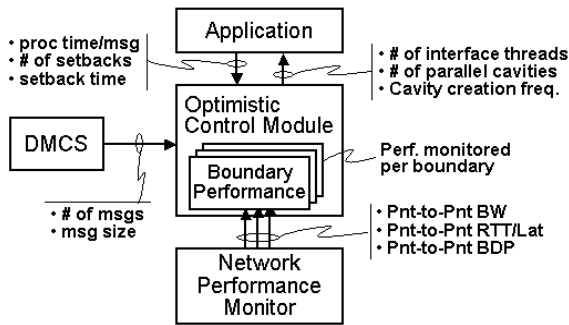 Application
• proc time/msg
• # of setbacks
• setback time
• # of interface threads
• # of parallel cavities
• Cavity creation freq.
Optimistic
Control Module
DMCS
Boundary
Performance
Perf. monitored
per boundary
• # of msgs
• msg size
• Pnt-to-Pnt BW
• Pnt-to-Pnt RTT/Lat
• Pnt-to-Pnt BDP
Network
Performance
Monitor